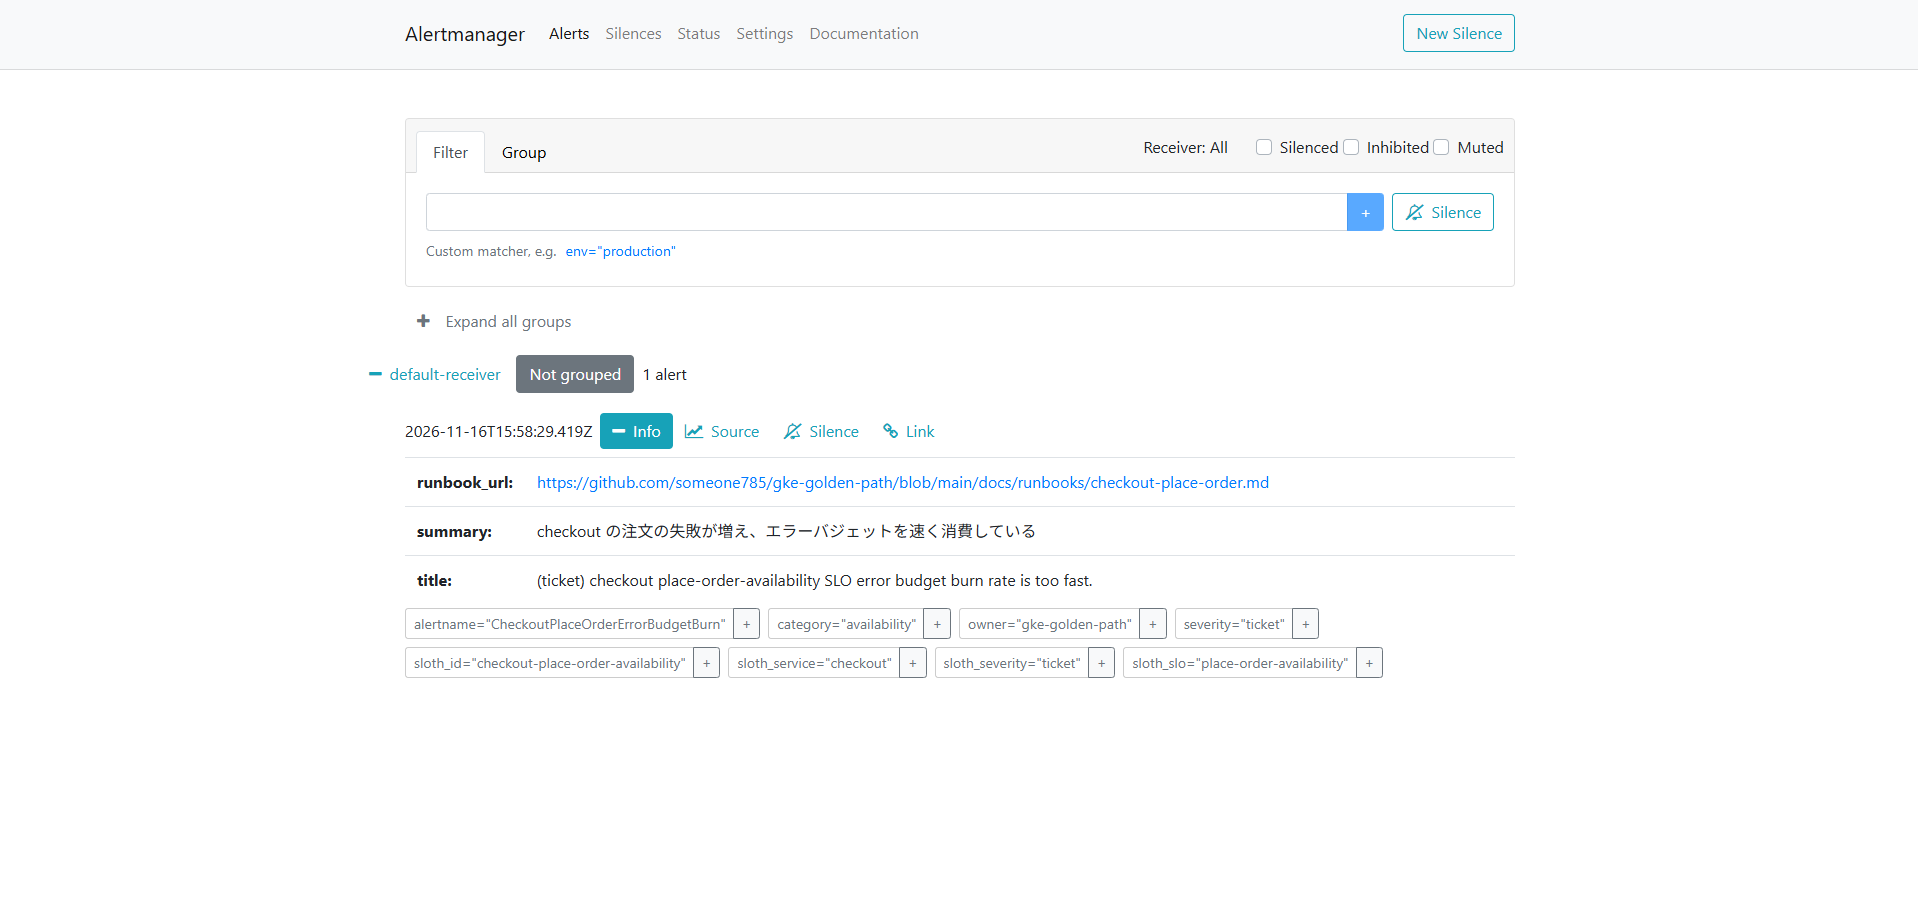 Alertmanager Alerts Silences Status Settings Documentation New Silence
Filter Group Receiver: All Silenced Inhibited Muted
+ Silence
Custom matcher, e.g. env="production"
+ Expand all groups
− default-receiver Not grouped 1 alert
2026-11-16T15:58:29.419Z − Info Source Silence Link
runbook_url: https://github.com/someone785/gke-golden-path/blob/main/docs/runbooks/checkout-place-order.md
summary: checkout の注文の失敗が増え、エラーバジェットを速く消費している
title: (ticket) checkout place-order-availability SLO error budget burn rate is too fast.
alertname="CheckoutPlaceOrderErrorBudgetBurn" + category="availability" + owner="gke-golden-path" + severity="ticket" +
sloth_id="checkout-place-order-availability" + sloth_service="checkout" + sloth_severity="ticket" + sloth_slo="place-order-availability" +